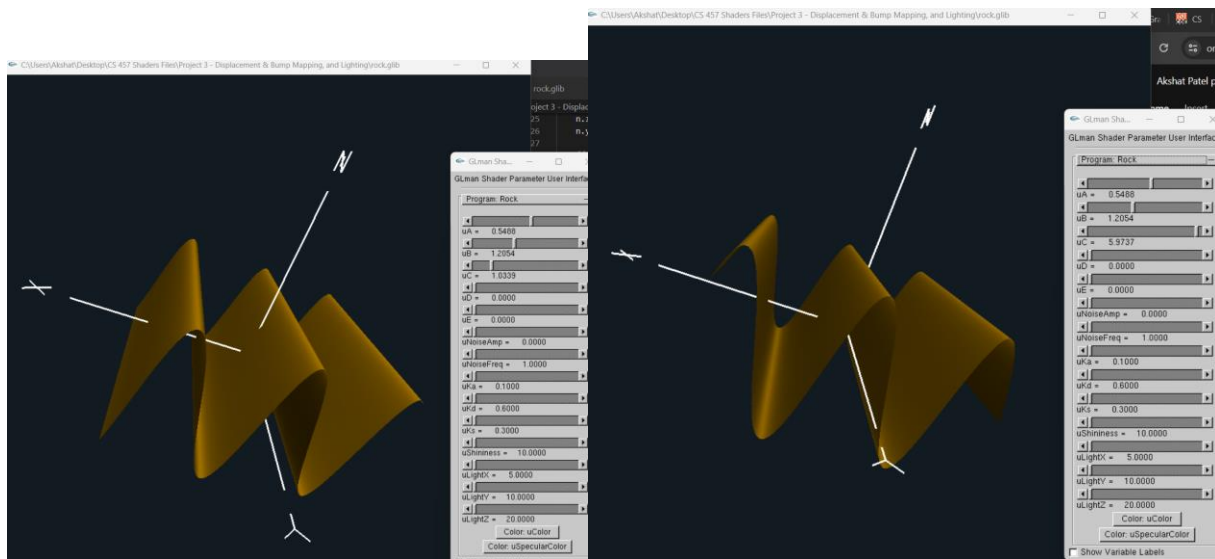 C:\Users\Akshat\Desktop\CS 457 Shaders Files\Project 3 - Displacement & Bump Mapping, and Lighting\rock.glib
rock.glib
oject 3 - Displac
25 n.
26 n.y
27
GLman Sha...
GLman Shader Parameter User Interfac
Program: Rock
uA = 0.5488
uB = 1.2054
uC = 1.0339
uD = 0.0000
uE = 0.0000
uNoiseAmp = 0.0000
uNoiseFreq = 1.0000
uKa = 0.1000
uKd = 0.6000
uKs = 0.3000
uShininess = 10.0000
uLightX = 5.0000
uLightY = 10.0000
uLightZ = 20.0000
Color: uColor
Color: uSpecularColor
X
N
Y
C:\Users\Akshat\Desktop\CS 457 Shaders Files\Project 3 - Displacement & Bump Mapping, and Lighting\rock.glib
CS
Akshat Patel p
GLman Sha...
GLman Shader Parameter User Interfac
Program: Rock
uA = 0.5488
uB = 1.2054
uC = 5.9737
uD = 0.0000
uE = 0.0000
uNoiseAmp = 0.0000
uNoiseFreq = 1.0000
uKa = 0.1000
uKd = 0.6000
uKs = 0.3000
uShininess = 10.0000
uLightX = 5.0000
uLightY = 10.0000
uLightZ = 20.0000
Color: uColor
Color: uSpecularColor
Show Variable Labels
X
N
Y